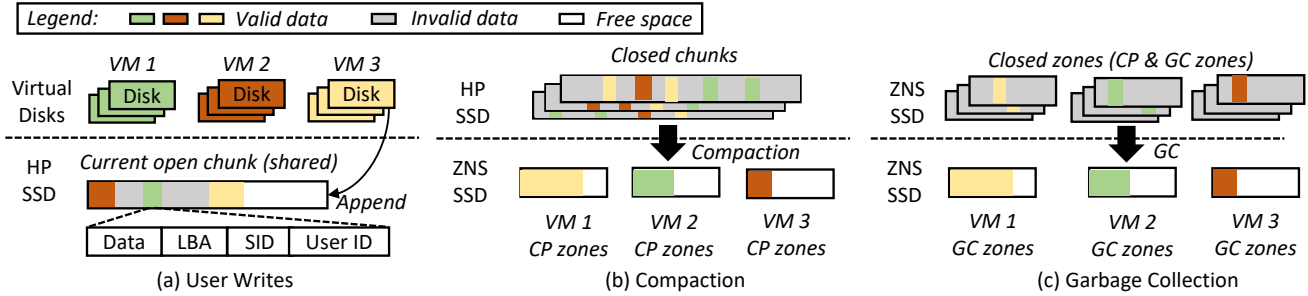 Legend: Valid data Invalid data Free space
VM 1 VM 2 VM 3
Virtual Disks
Disk Disk Disk
HP SSD
Current open chunk (shared)
Append
Data LBA SID User ID
(a) User Writes
Closed chunks
HP SSD
Compaction
ZNS SSD
VM 1 CP zones
VM 2 CP zones
VM 3 CP zones
(b) Compaction
Closed zones (CP & GC zones)
ZNS SSD
GC
ZNS SSD
VM 1 GC zones
VM 2 GC zones
VM 3 GC zones
(c) Garbage Collection